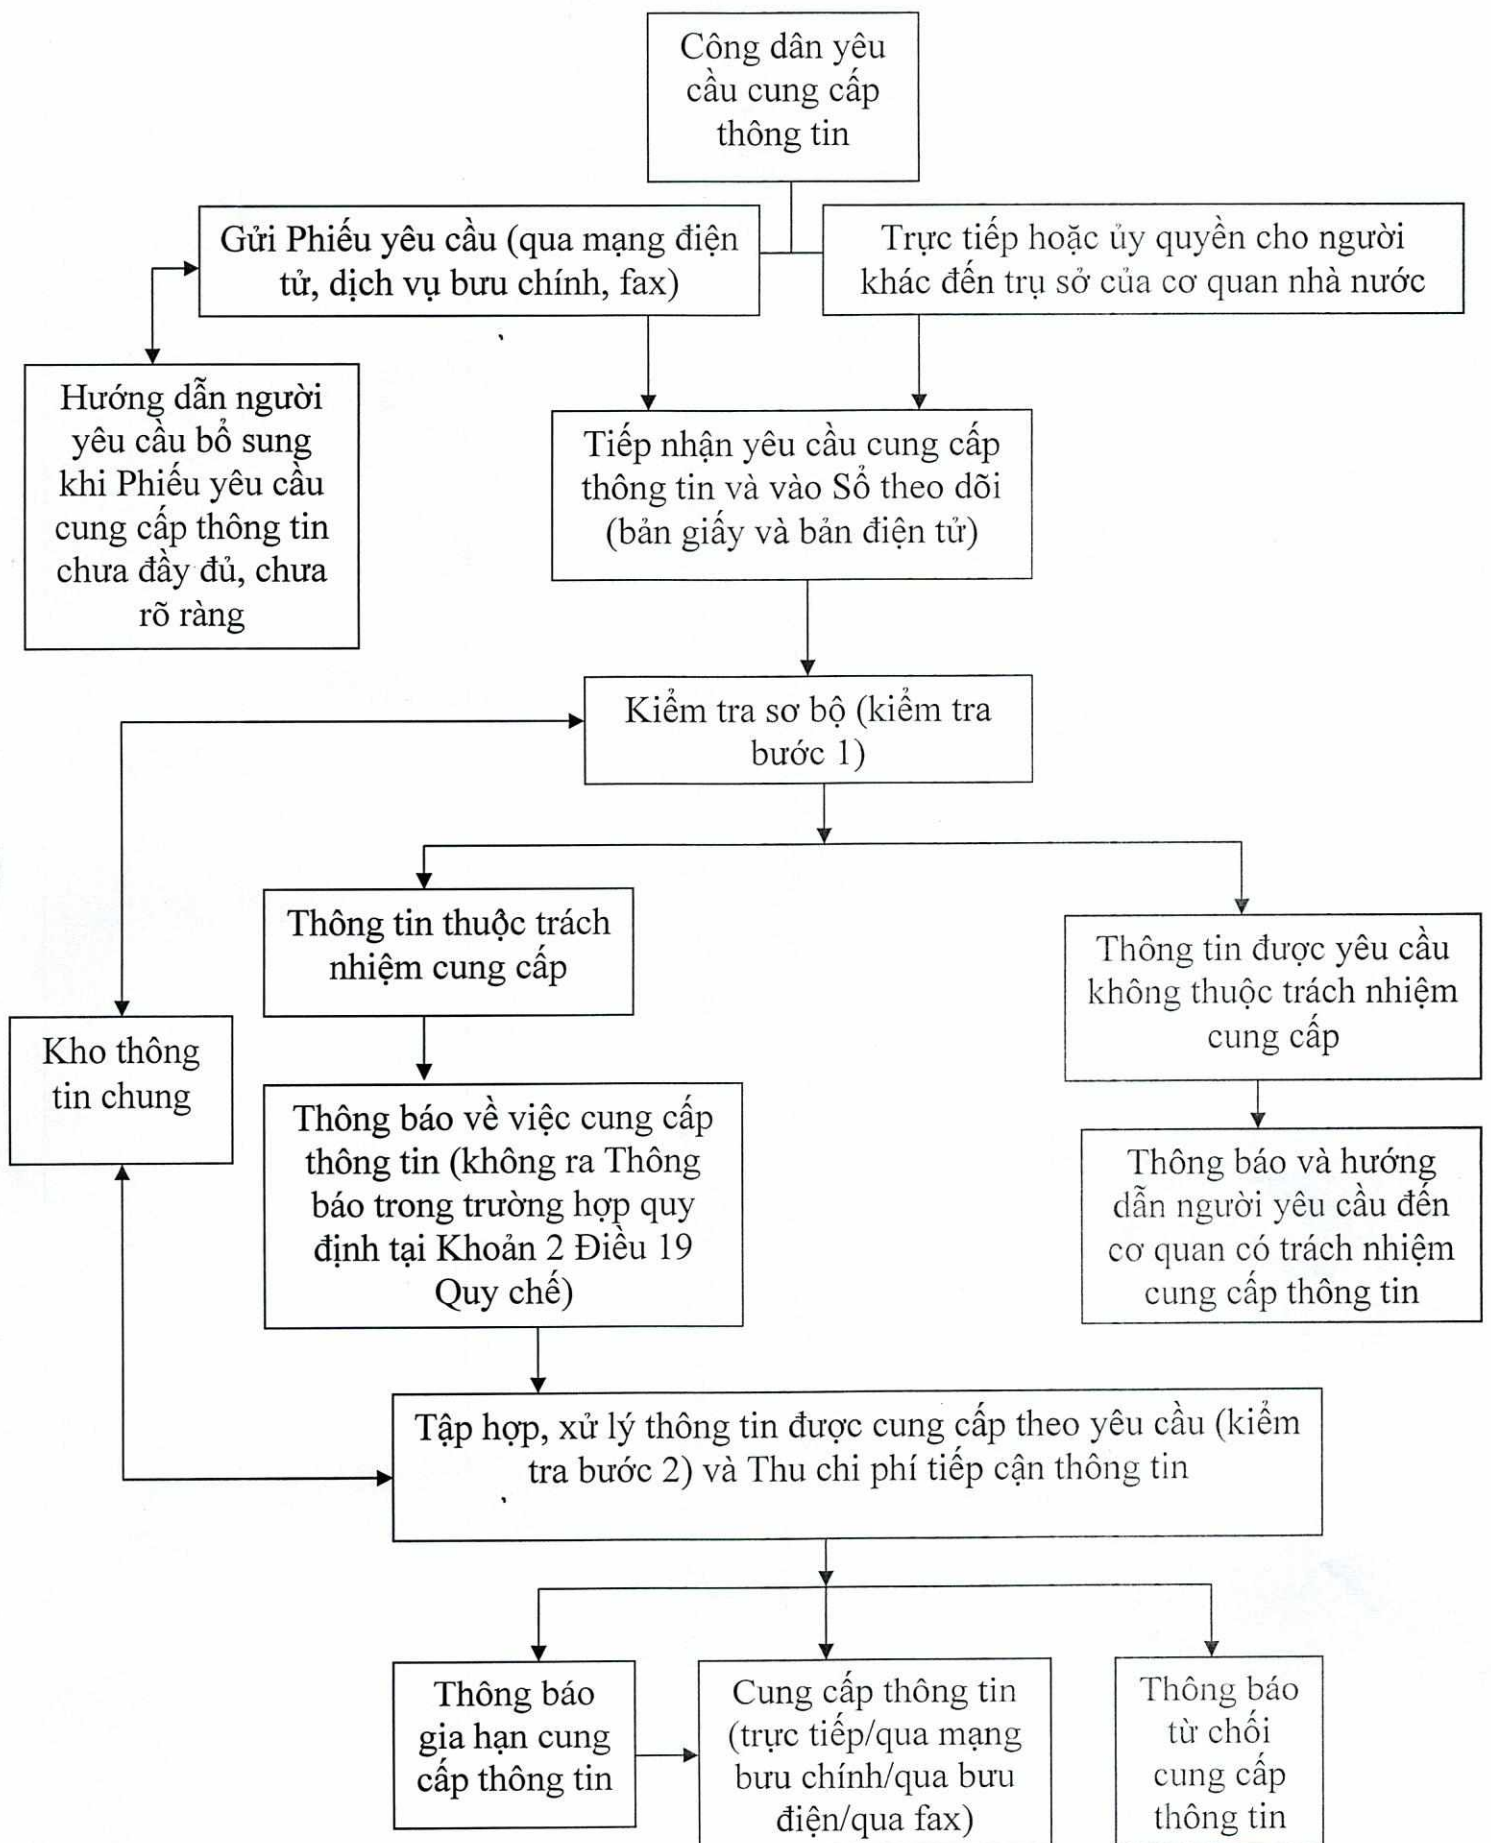 Công dân yêu
cầu cung cấp
thông tin
Gửi Phiếu yêu cầu (qua mạng điện
tử, dịch vụ bưu chính, fax)
Trực tiếp hoặc ủy quyền cho người
khác đến trụ sở của cơ quan nhà nước
Hướng dẫn người
yêu cầu bổ sung
khi Phiếu yêu cầu
cung cấp thông tin
chưa đầy đủ, chưa
rõ ràng
Tiếp nhận yêu cầu cung cấp
thông tin và vào Sổ theo dõi
(bản giấy và bản điện tử)
Kiểm tra sơ bộ (kiểm tra
bước 1)
Thông tin thuộc trách
nhiệm cung cấp
Thông tin được yêu cầu
không thuộc trách nhiệm
cung cấp
Kho thông
tin chung
Thông báo về việc cung cấp
thông tin (không ra Thông
báo trong trường hợp quy
định tại Khoản 2 Điều 19
Quy chế)
Thông báo và hướng
dẫn người yêu cầu đến
cơ quan có trách nhiệm
cung cấp thông tin
Tập hợp, xử lý thông tin được cung cấp theo yêu cầu (kiểm
tra bước 2) và Thu chi phí tiếp cận thông tin
Thông báo
gia hạn cung
cấp thông tin
Cung cấp thông tin
(trực tiếp/qua mạng
bưu chính/qua bưu
điện/qua fax)
Thông báo
từ chối
cung cấp
thông tin